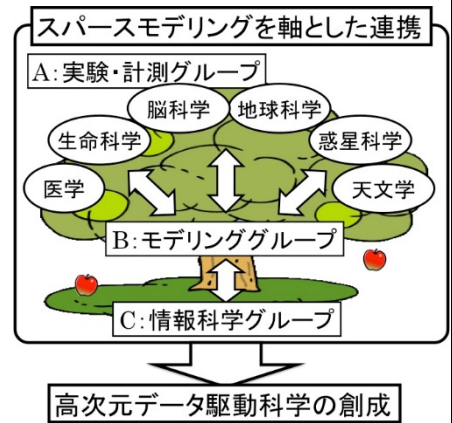 スパースモデリングを軸とした連携
A:実験・計測グループ
脳科学
地球科学
生命科学
惑星科学
医学
天文学
B:モデリンググループ
C:情報科学グループ
高次元データ駆動科学の創成